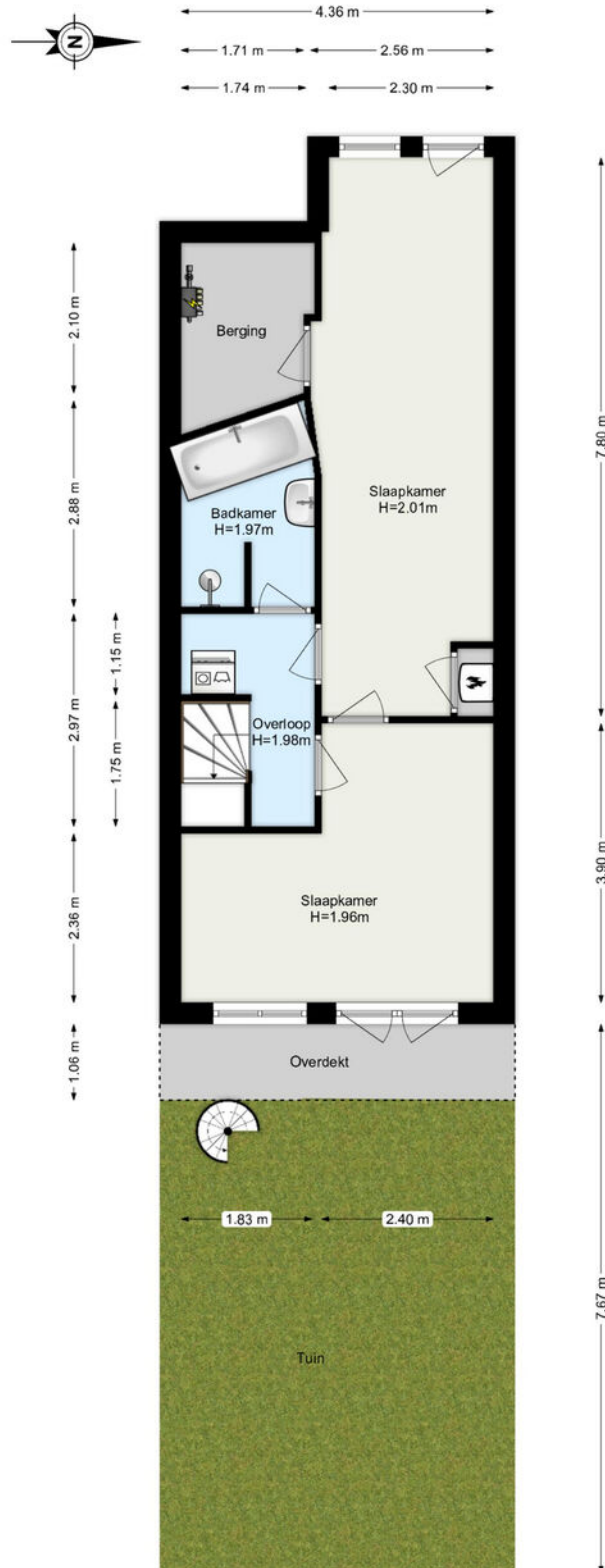 4.36 m
N
1.71 m
2.56 m
1.74 m
2.30 m
2.10 m
Berging
7.80 m
2.88 m
Slaapkamer
H=2.01m
Badkamer
H=1.97m
1.15 m
2.97 m
Overloop
H=1.98m
1.75 m
3.90 m
Slaapkamer
H=1.96m
2.36 m
Overdekt
1.06 m
1.83 m
2.40 m
7.67 m
Tuin